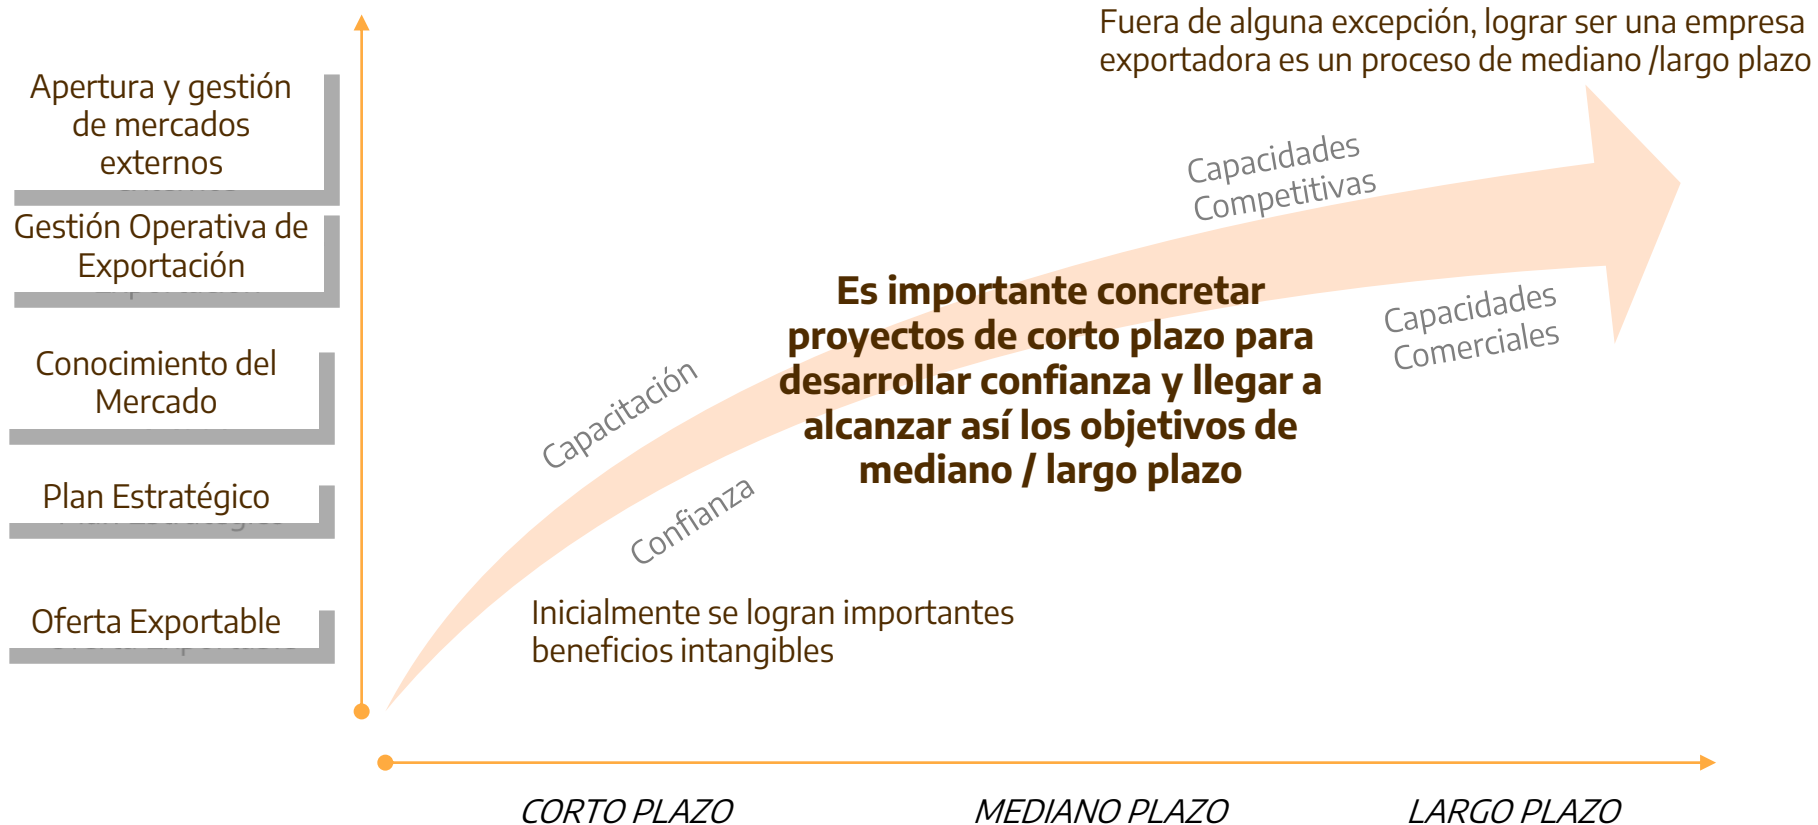 Fuera de alguna excepción, lograr ser una empresa
exportadora es un proceso de mediano /largo plazo
Apertura y gestión
de mercados
externos
Gestión Operativa de
Exportación
Conocimiento del
Mercado
Plan Estratégico
Oferta Exportable
Capacidades
Competitivas
Es importante concretar
proyectos de corto plazo para
desarrollar confianza y llegar a
alcanzar así los objetivos de
mediano / largo plazo
Capacidades
Comerciales
Capacitación
Confianza
Inicialmente se logran importantes
beneficios intangibles
CORTO PLAZO
MEDIANO PLAZO
LARGO PLAZO